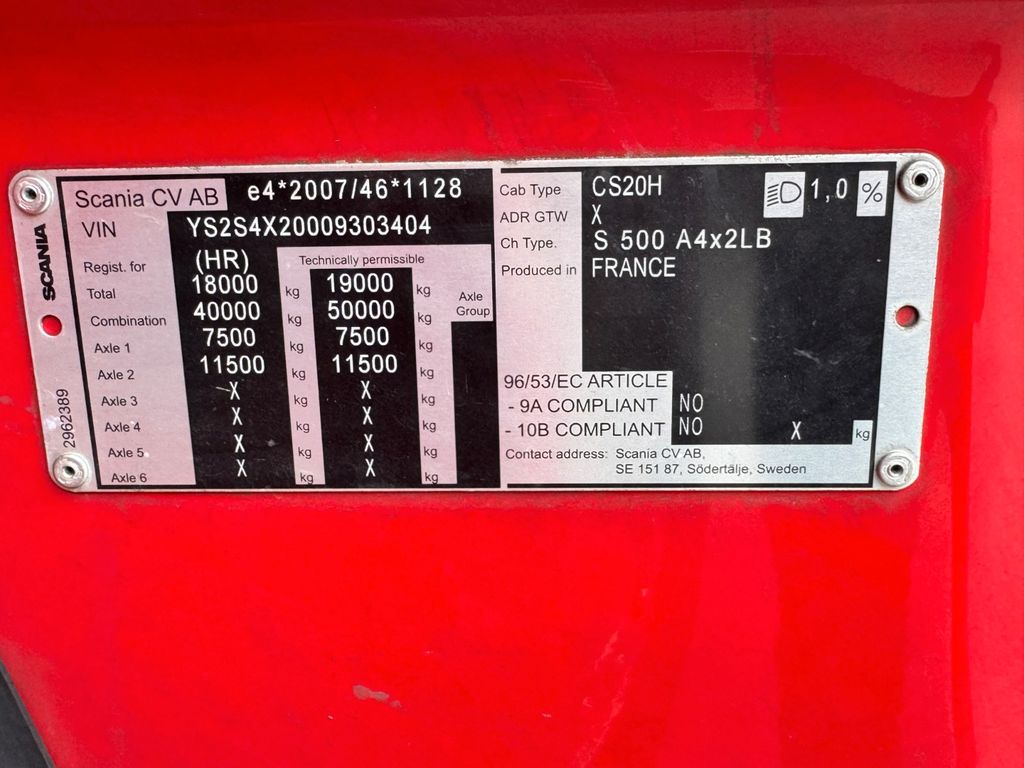 SCANIA
2962389
Scania CV AB e4*2007/46*1128
VIN YS2S4X20009303404
Regist. for (HR) Technically permissible
Total 18000 kg 19000 kg Axle Group
Combination 40000 kg 50000 kg
Axle 1 7500 kg 7500 kg
Axle 2 11500 kg 11500 kg
Axle 3 X kg X kg
Axle 4 X kg X kg
Axle 5 X kg X kg
Axle 6 X kg X kg
Cab Type CS20H 1,0 %
ADR GTW X
Ch Type. S 500 A4x2LB
Produced in FRANCE
96/53/EC ARTICLE
- 9A COMPLIANT NO
- 10B COMPLIANT NO X kg
Contact address: Scania CV AB,
SE 151 87, Södertälje, Sweden